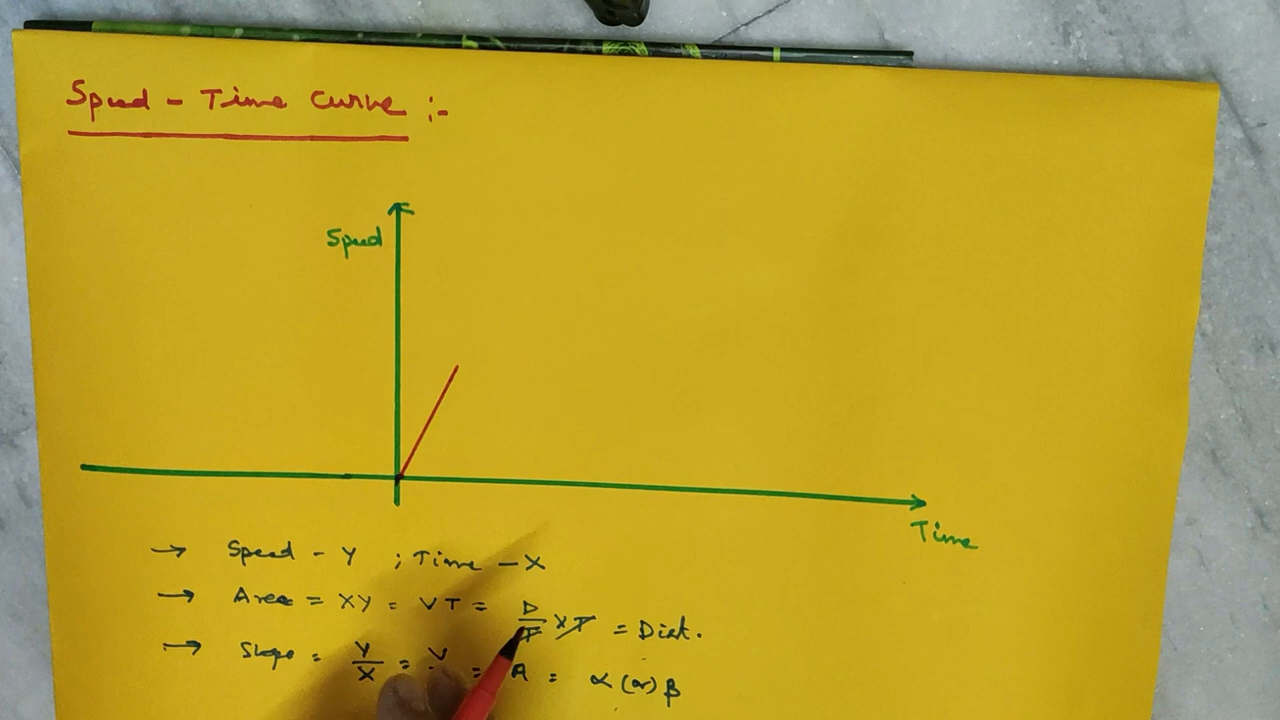 Speed - Time Curve :-
Speed
Time
→ Speed - Y ; Time - X
→ Area = XY = VT = D/T × T = Dist.
→ Slope = Y/X = V = A = α (or) β